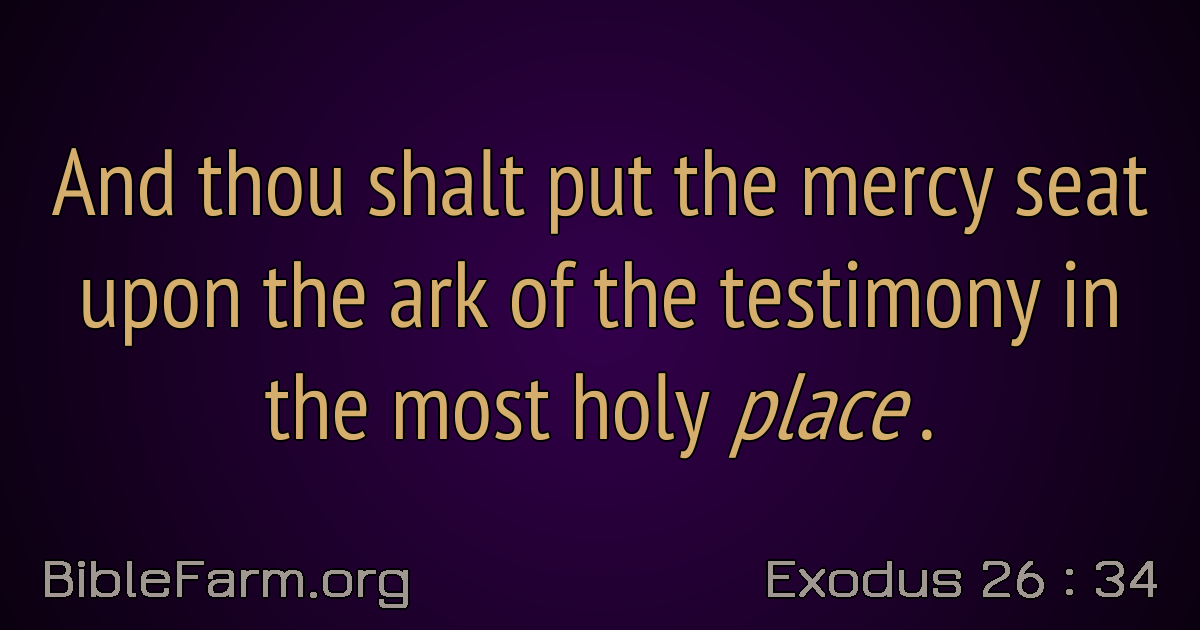 And thou shalt put the mercy seat
upon the ark of the testimony in
the most holy place .
BibleFarm.org
Exodus 26 : 34